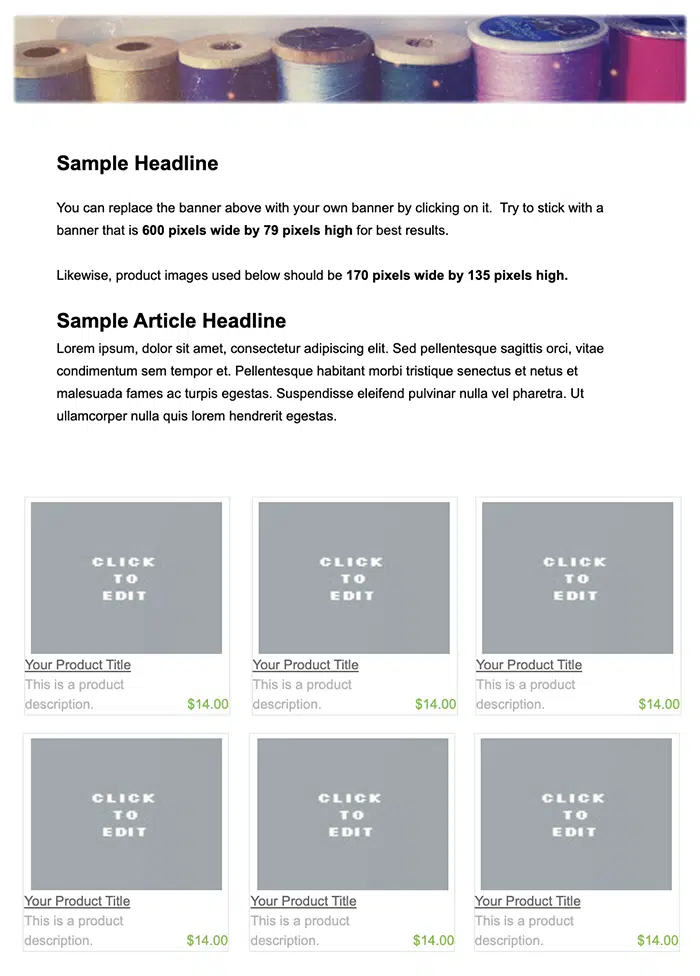 Sample Headline
You can replace the banner above with your own banner by clicking on it.  Try to stick with a
banner that is 600 pixels wide by 79 pixels high for best results.
Likewise, product images used below should be 170 pixels wide by 135 pixels high.
Sample Article Headline
Lorem ipsum, dolor sit amet, consectetur adipiscing elit. Sed pellentesque sagittis orci, vitae
condimentum sem tempor et. Pellentesque habitant morbi tristique senectus et netus et
malesuada fames ac turpis egestas. Suspendisse eleifend pulvinar nulla vel pharetra. Ut
ullamcorper nulla quis lorem hendrerit egestas.
CLICK
TO
EDIT
Your Product Title
This is a product
description.
$14.00
CLICK
TO
EDIT
Your Product Title
This is a product
description.
$14.00
CLICK
TO
EDIT
Your Product Title
This is a product
description.
$14.00
CLICK
TO
EDIT
Your Product Title
This is a product
description.
$14.00
CLICK
TO
EDIT
Your Product Title
This is a product
description.
$14.00
CLICK
TO
EDIT
Your Product Title
This is a product
description.
$14.00